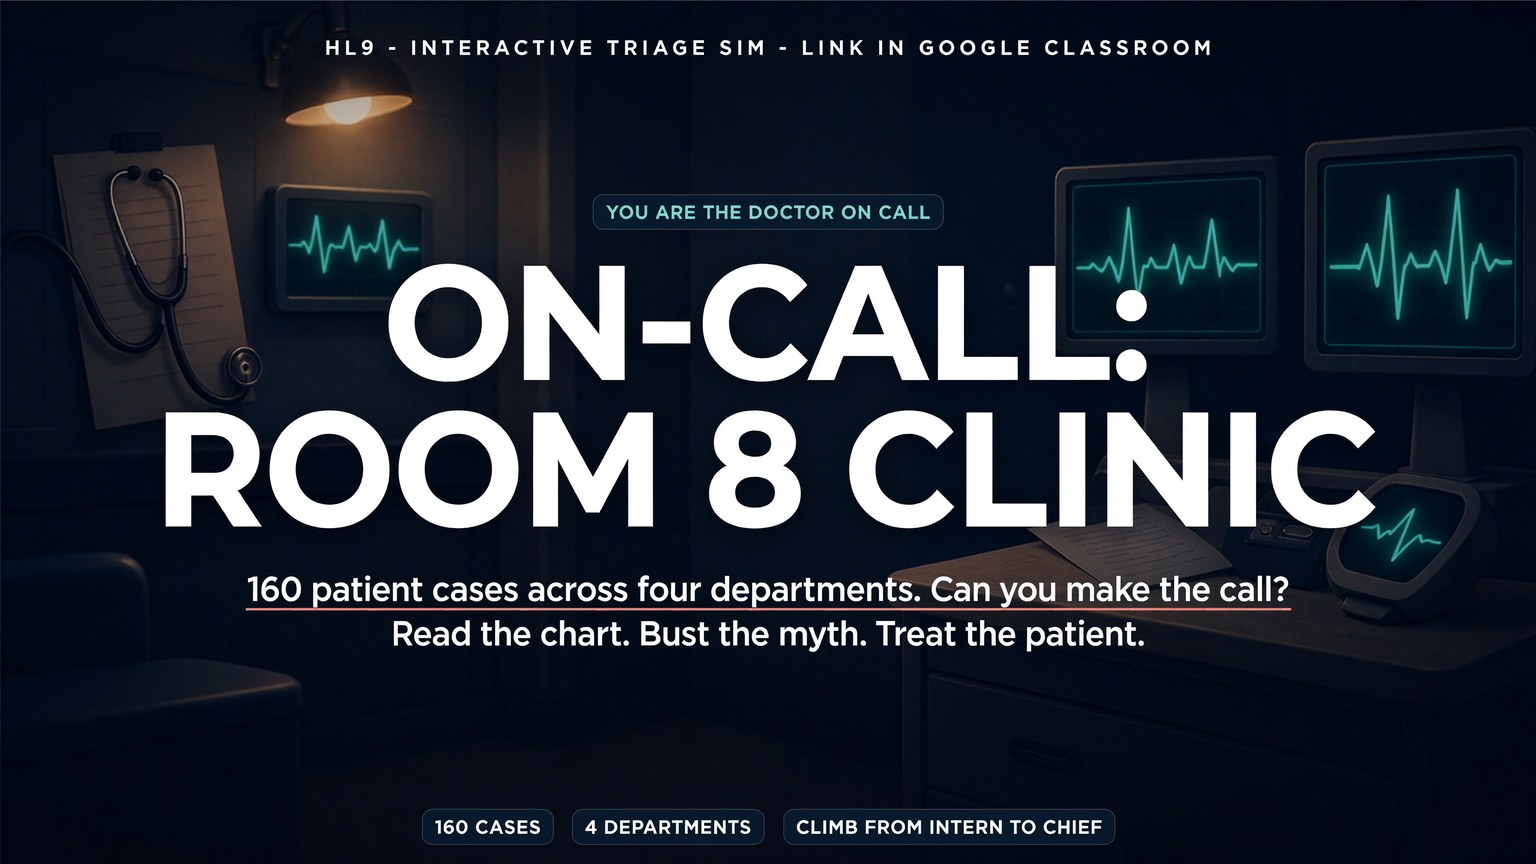 HL9 - INTERACTIVE TRIAGE SIM - LINK IN GOOGLE CLASSROOM
YOU ARE THE DOCTOR ON CALL
ON-CALL:
ROOM 8 CLINIC
160 patient cases across four departments. Can you make the call?
Read the chart. Bust the myth. Treat the patient.
160 CASES
4 DEPARTMENTS
CLIMB FROM INTERN TO CHIEF